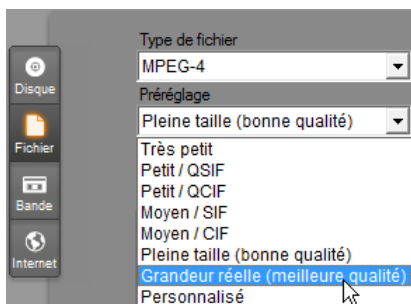 Type de fichier
MPEG-4
Disque
Préréglage
Pleine taille (bonne qualité)
Fichier
Très petit
Petit / QSIF
Petit / QCIF
Bande
Moyen / SIF
Moyen / CIF
Pleine taille (bonne qualité)
Internet
Grandeur réelle (meilleure qualité)
Personnalisé